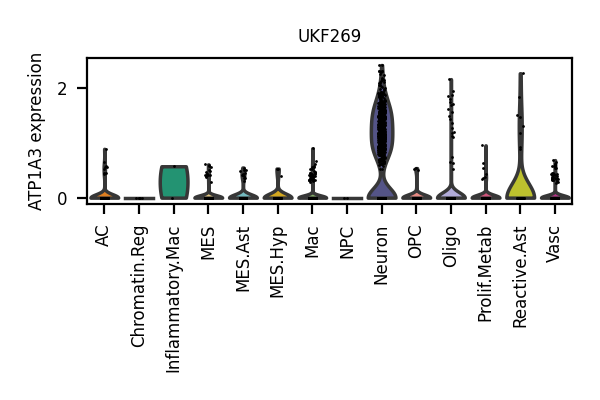 UKF269
ATP1A3 expression
2
0
AC
Chromatin.Reg
Inflammatory.Mac
MES
MES.Ast
MES.Hyp
Mac
NPC
Neuron
OPC
Oligo
Prolif.Metab
Reactive.Ast
Vasc